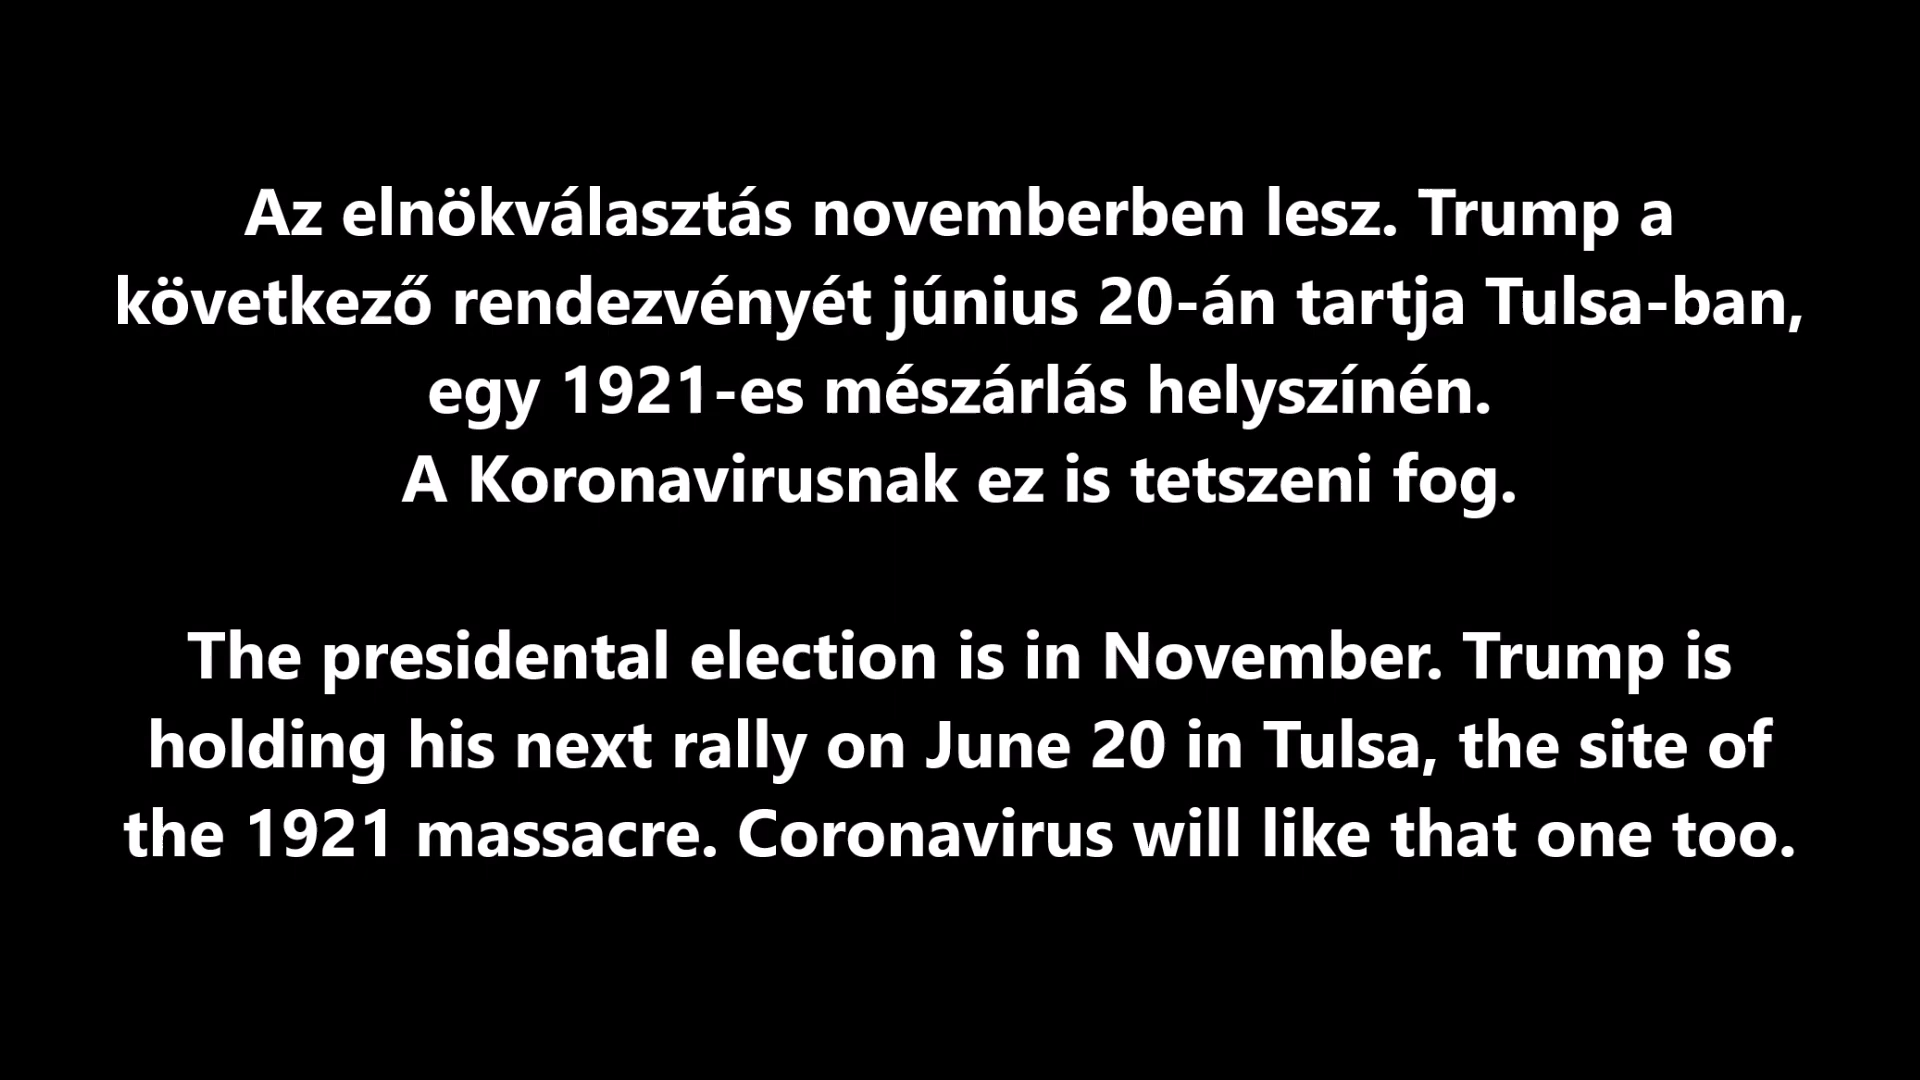 Az elnökválasztás novemberben lesz. Trump a
következő rendezvényét június 20-án tartja Tulsa-ban,
egy 1921-es mészárlás helyszínén.
A Koronavirusnak ez is tetszeni fog.
The presidental election is in November. Trump is
holding his next rally on June 20 in Tulsa, the site of
the 1921 massacre. Coronavirus will like that one too.